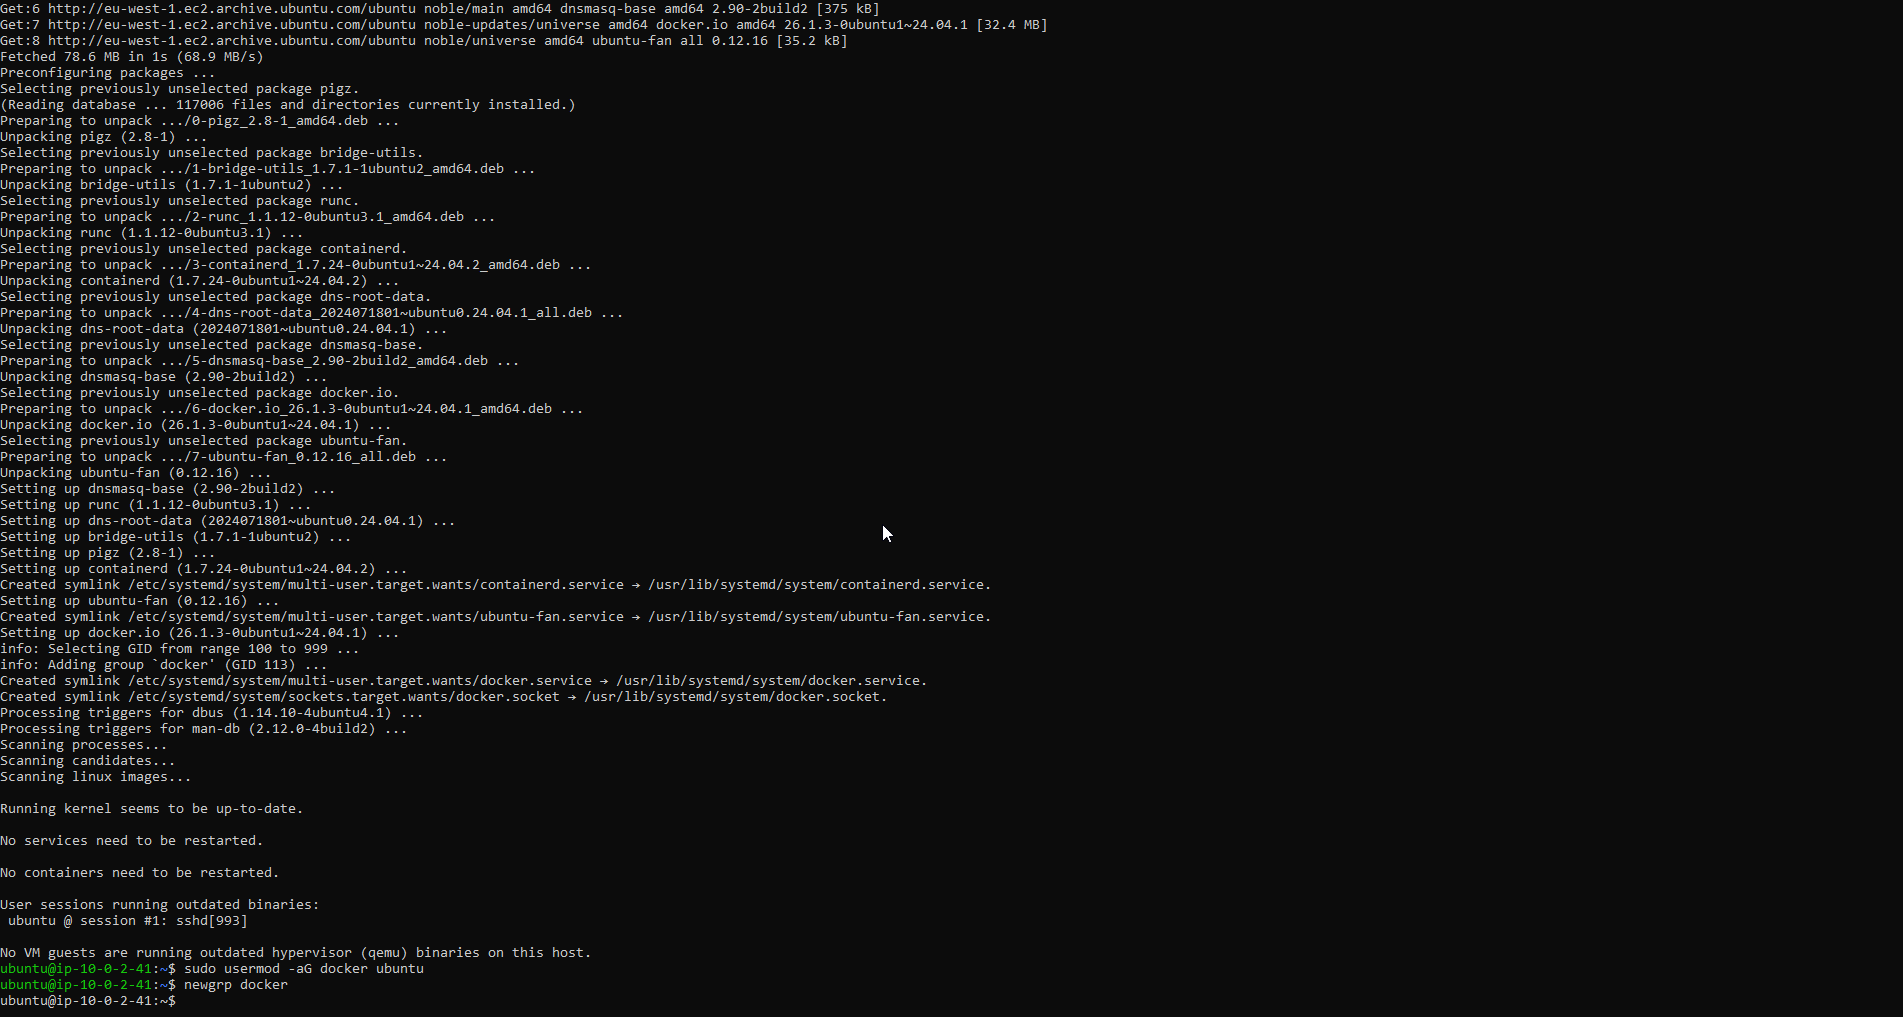 Get:6 http://eu-west-1.ec2.archive.ubuntu.com/ubuntu noble/main amd64 dnsmasq-base amd64 2.90-2build2 [375 kB]
Get:7 http://eu-west-1.ec2.archive.ubuntu.com/ubuntu noble-updates/universe amd64 docker.io amd64 26.1.3-0ubuntu1~24.04.1 [32.4 MB]
Get:8 http://eu-west-1.ec2.archive.ubuntu.com/ubuntu noble/universe amd64 ubuntu-fan all 0.12.16 [35.2 kB]
Fetched 78.6 MB in 1s (68.9 MB/s)
Preconfiguring packages ...
Selecting previously unselected package pigz.
(Reading database ... 117006 files and directories currently installed.)
Preparing to unpack .../0-pigz_2.8-1_amd64.deb ...
Unpacking pigz (2.8-1) ...
Selecting previously unselected package bridge-utils.
Preparing to unpack .../1-bridge-utils_1.7.1-1ubuntu2_amd64.deb ...
Unpacking bridge-utils (1.7.1-1ubuntu2) ...
Selecting previously unselected package runc.
Preparing to unpack .../2-runc_1.1.12-0ubuntu3.1_amd64.deb ...
Unpacking runc (1.1.12-0ubuntu3.1) ...
Selecting previously unselected package containerd.
Preparing to unpack .../3-containerd_1.7.24-0ubuntu1~24.04.2_amd64.deb ...
Unpacking containerd (1.7.24-0ubuntu1~24.04.2) ...
Selecting previously unselected package dns-root-data.
Preparing to unpack .../4-dns-root-data_2024071801~ubuntu0.24.04.1_all.deb ...
Unpacking dns-root-data (2024071801~ubuntu0.24.04.1) ...
Selecting previously unselected package dnsmasq-base.
Preparing to unpack .../5-dnsmasq-base_2.90-2build2_amd64.deb ...
Unpacking dnsmasq-base (2.90-2build2) ...
Selecting previously unselected package docker.io.
Preparing to unpack .../6-docker.io_26.1.3-0ubuntu1~24.04.1_amd64.deb ...
Unpacking docker.io (26.1.3-0ubuntu1~24.04.1) ...
Selecting previously unselected package ubuntu-fan.
Preparing to unpack .../7-ubuntu-fan_0.12.16_all.deb ...
Unpacking ubuntu-fan (0.12.16) ...
Setting up dnsmasq-base (2.90-2build2) ...
Setting up runc (1.1.12-0ubuntu3.1) ...
Setting up dns-root-data (2024071801~ubuntu0.24.04.1) ...
Setting up bridge-utils (1.7.1-1ubuntu2) ...
Setting up pigz (2.8-1) ...
Setting up containerd (1.7.24-0ubuntu1~24.04.2) ...
Created symlink /etc/systemd/system/multi-user.target.wants/containerd.service → /usr/lib/systemd/system/containerd.service.
Setting up ubuntu-fan (0.12.16) ...
Created symlink /etc/systemd/system/multi-user.target.wants/ubuntu-fan.service → /usr/lib/systemd/system/ubuntu-fan.service.
Setting up docker.io (26.1.3-0ubuntu1~24.04.1) ...
info: Selecting GID from range 100 to 999 ...
info: Adding group `docker' (GID 113) ...
Created symlink /etc/systemd/system/multi-user.target.wants/docker.service → /usr/lib/systemd/system/docker.service.
Created symlink /etc/systemd/system/sockets.target.wants/docker.socket → /usr/lib/systemd/system/docker.socket.
Processing triggers for dbus (1.14.10-4ubuntu4.1) ...
Processing triggers for man-db (2.12.0-4build2) ...
Scanning processes...
Scanning candidates...
Scanning linux images...
Running kernel seems to be up-to-date.
No services need to be restarted.
No containers need to be restarted.
User sessions running outdated binaries:
 ubuntu @ session #1: sshd[993]
No VM guests are running outdated hypervisor (qemu) binaries on this host.
ubuntu@ip-10-0-2-41:~$ sudo usermod -aG docker ubuntu
ubuntu@ip-10-0-2-41:~$ newgrp docker
ubuntu@ip-10-0-2-41:~$